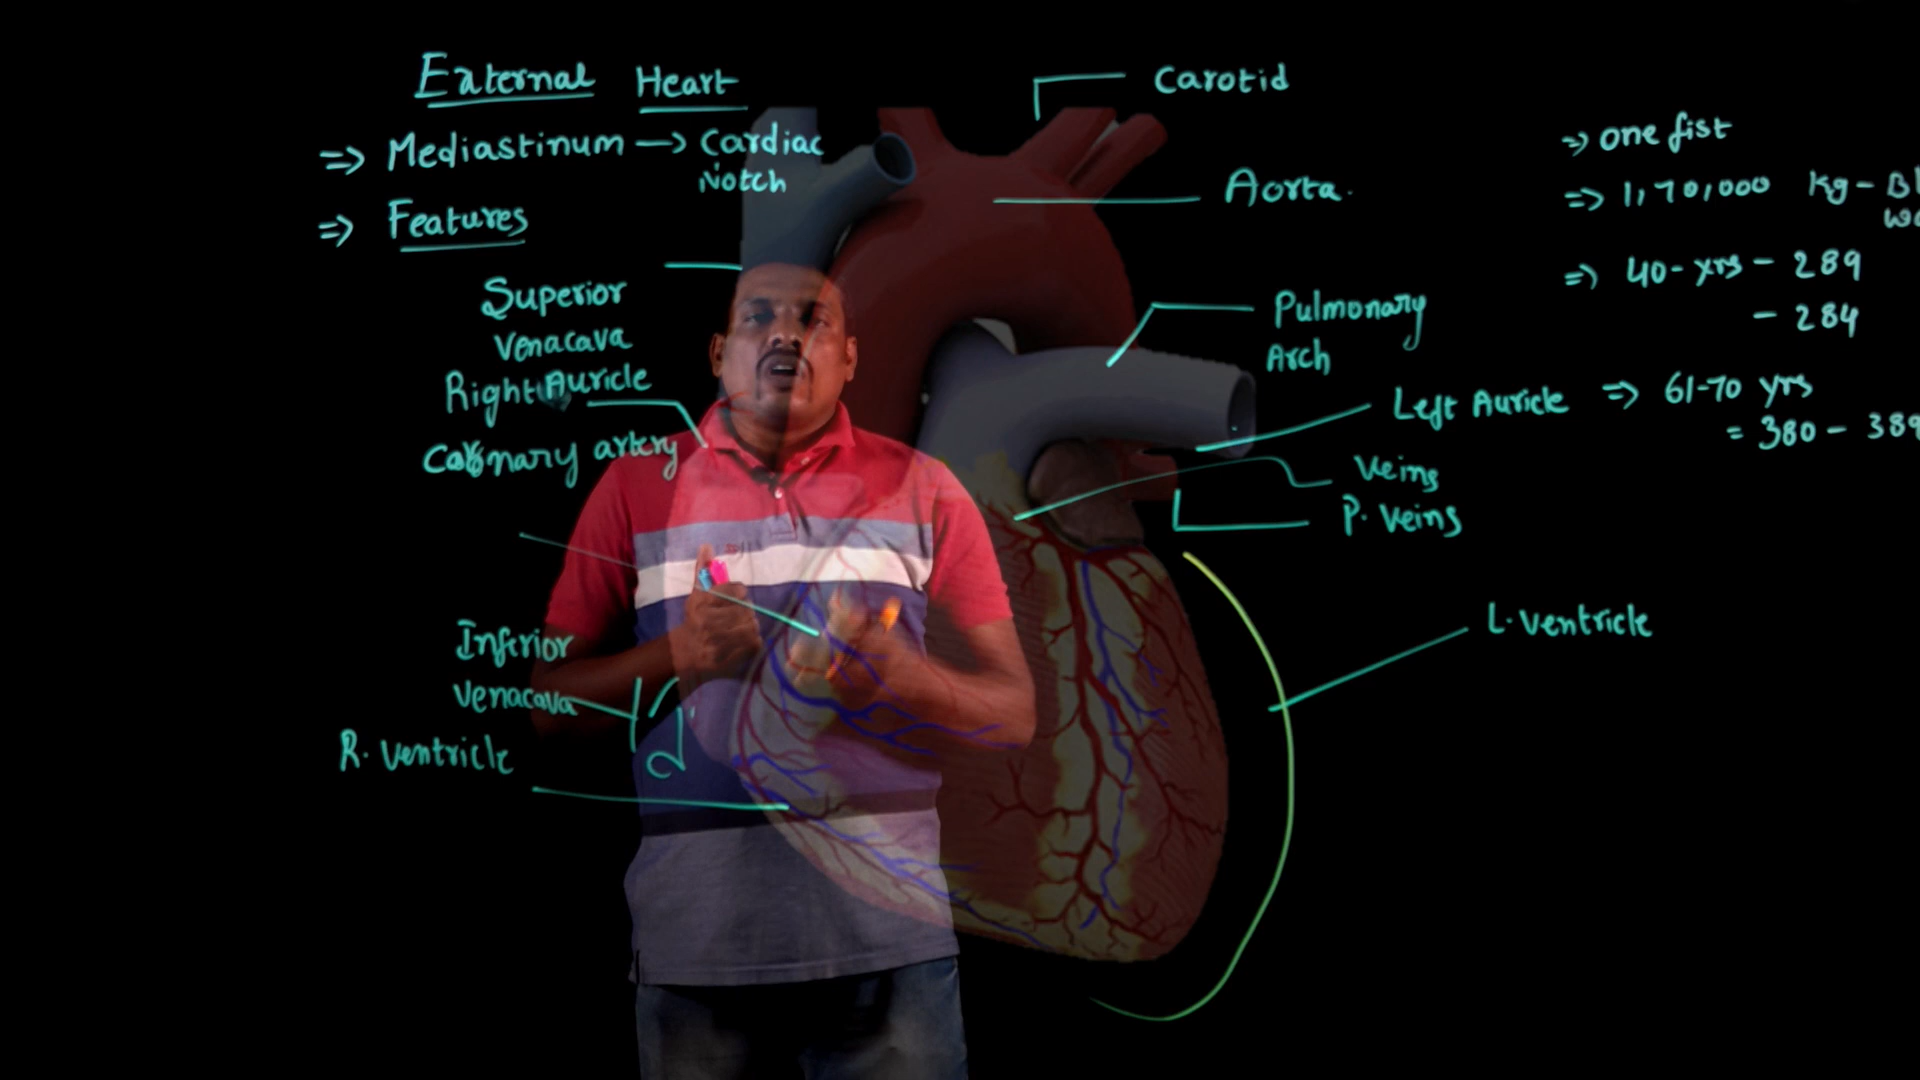 External Heart
⇒ Mediastinum → Cardiac
Notch
⇒ Features
Superior
Venacava
Right Auricle
Coronary artery
Inferior
Venacava
R. Ventricle
Carotid
Aorta.
Pulmonary
Arch
Left Auricle
Veins
P. Veins
L. Ventricle
⇒ one fist
⇒ 1,70,000 Kg -
⇒ 40-yrs - 289
- 284
⇒ 61-70 yrs
= 380 - 389